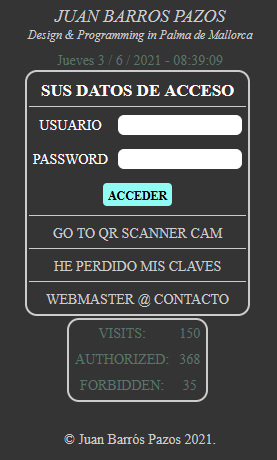 JUAN BARROS PAZOS
Design & Programming in Palma de Mallorca
Jueves 3 / 6 / 2021 - 08:39:09
SUS DATOS DE ACCESO
USUARIO
PASSWORD
ACCEDER
GO TO QR SCANNER CAM
HE PERDIDO MIS CLAVES
WEBMASTER @ CONTACTO
VISITS: 150
AUTHORIZED: 368
FORBIDDEN: 35
© Juan Barrós Pazos 2021.